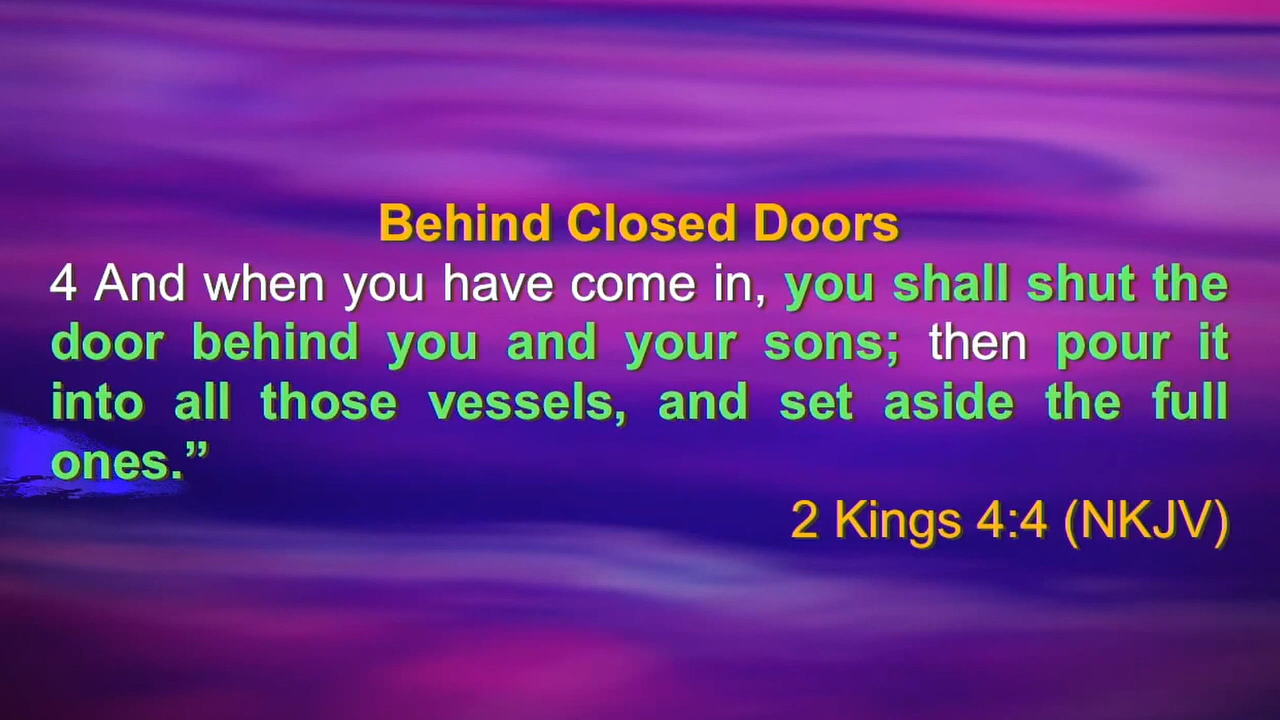 Behind Closed Doors
4 And when you have come in, you shall shut the
door behind you and your sons; then pour it
into all those vessels, and set aside the full
ones.”
2 Kings 4:4 (NKJV)